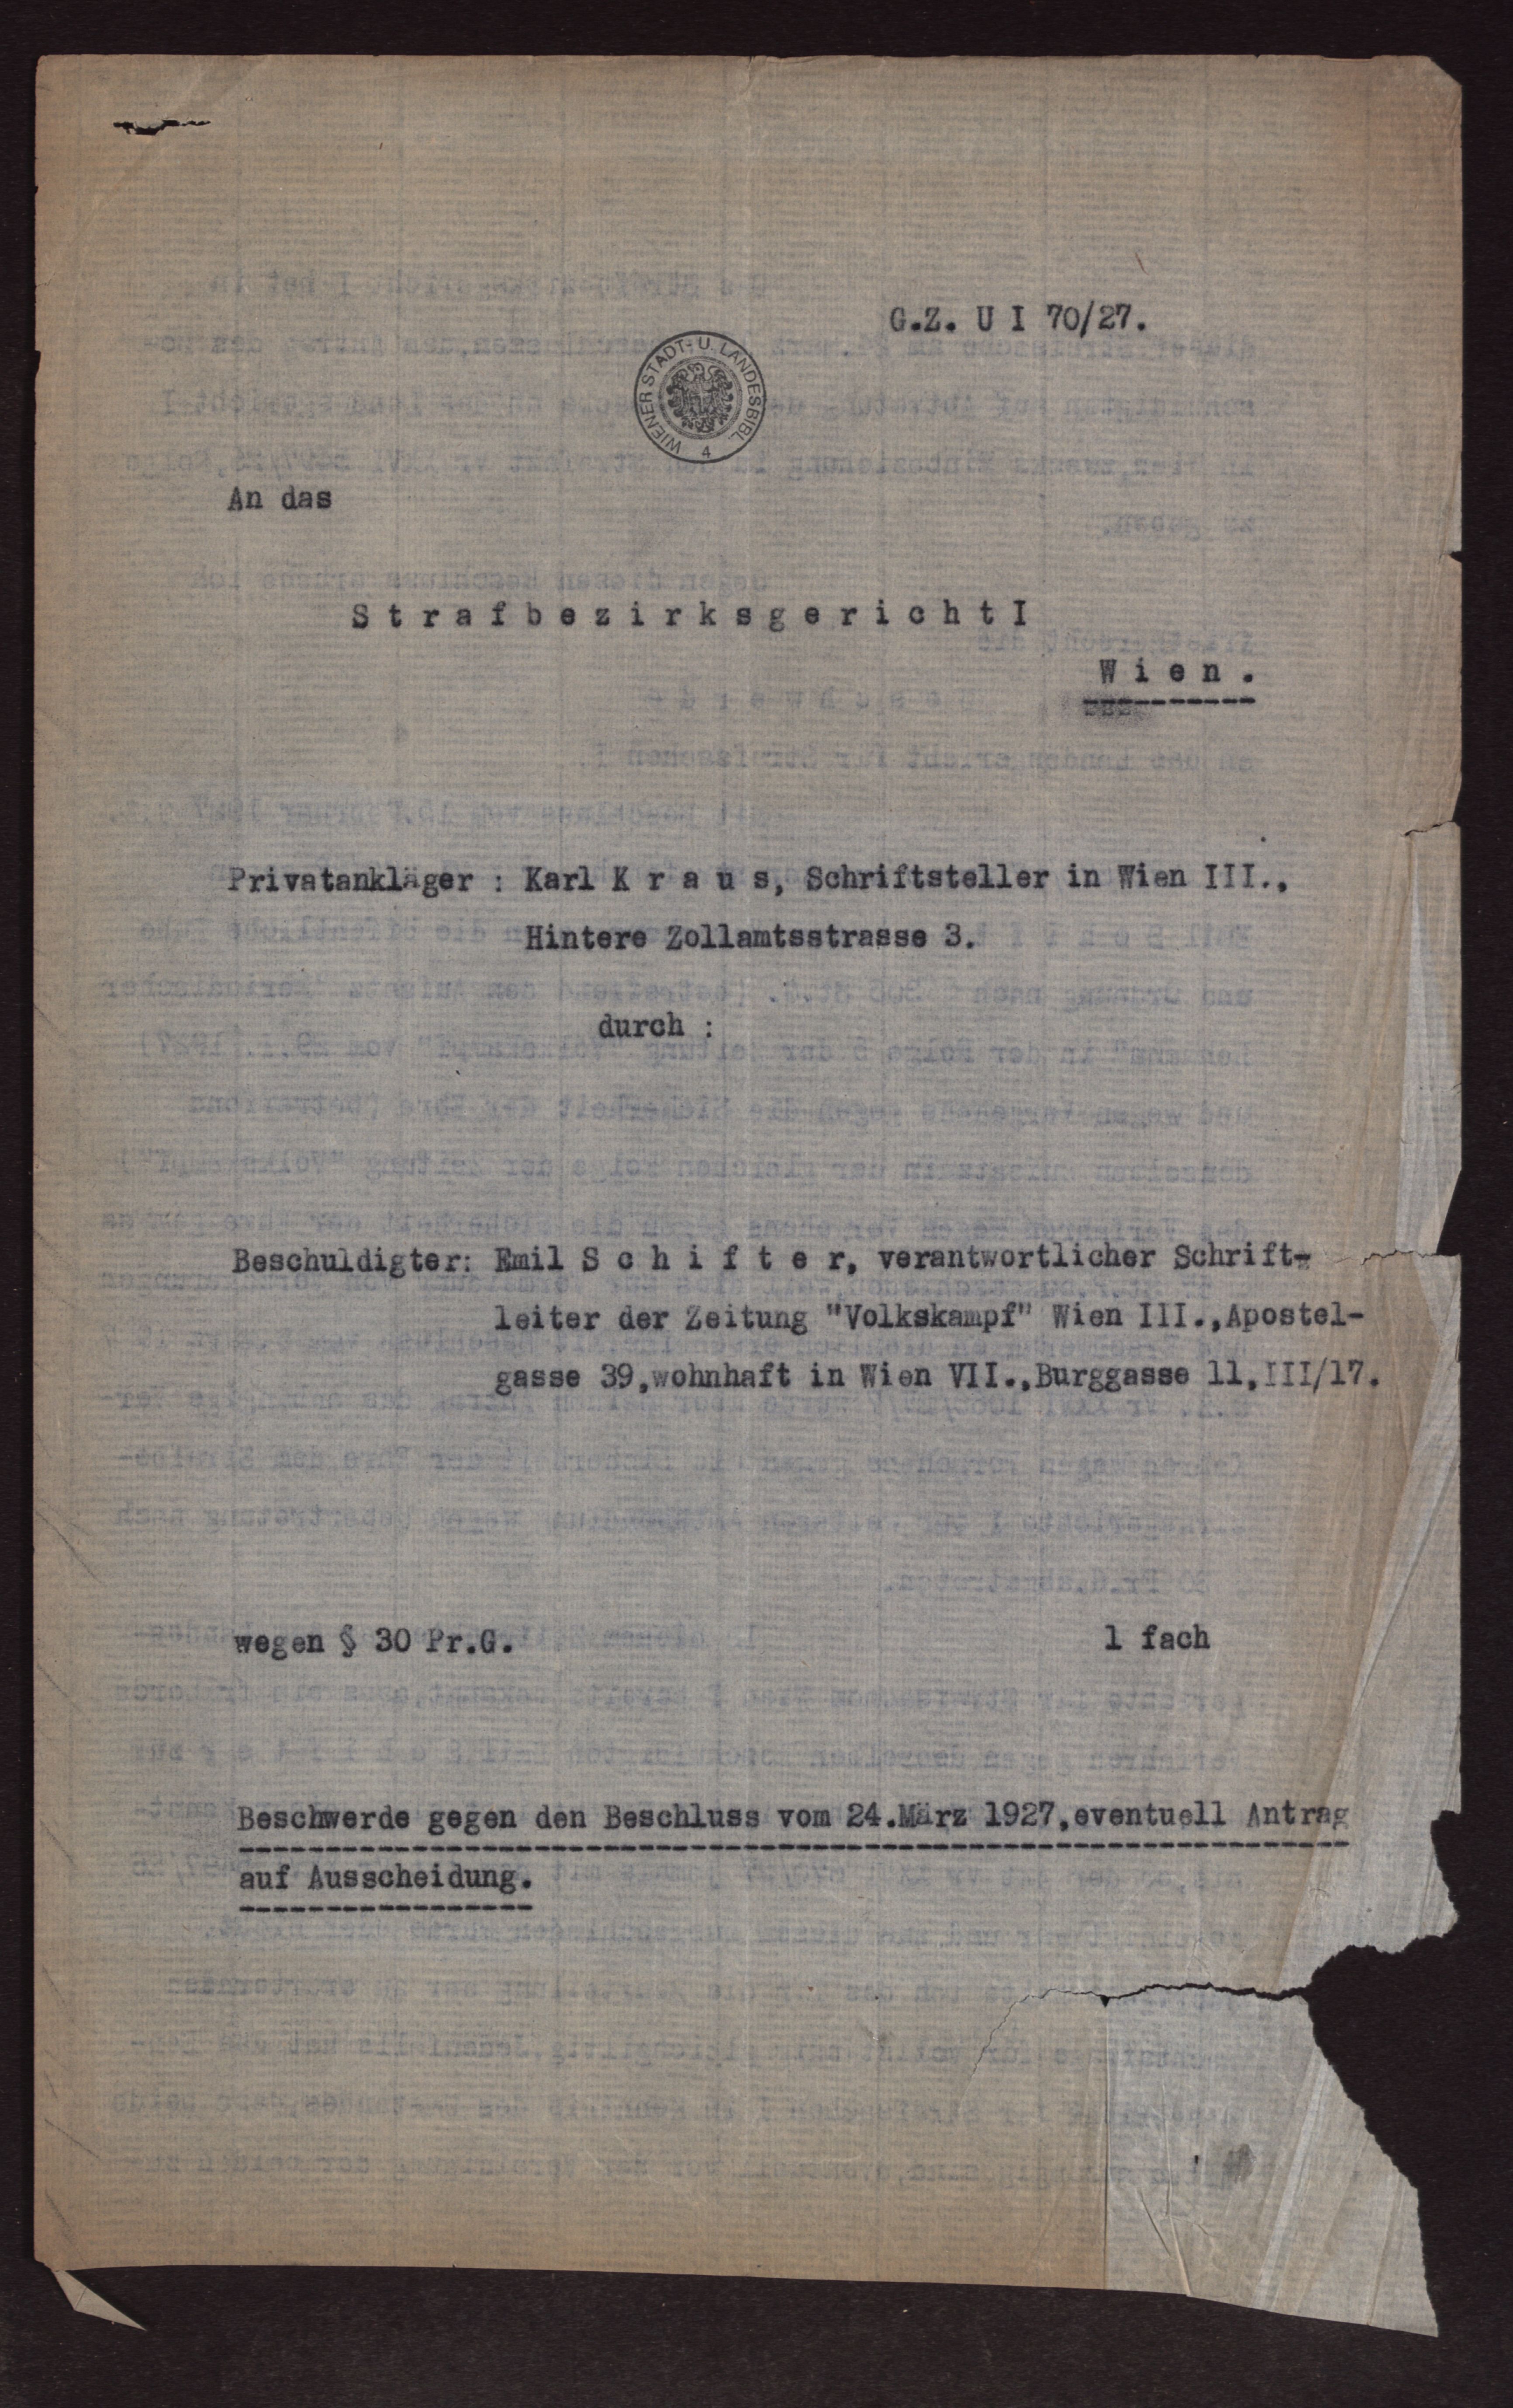 G.Z. U I 70/27.
WIENER STADT- U. LANDESBIBL. 4
An das
S t r a f b e z i r k s g e r i c h t I
W i e n .
Privatankläger : Karl K r a u s, Schriftsteller in Wien III.,
Hintere Zollamtsstrasse 3.
durch :
Beschuldigter: Emil S c h i f t e r, verantwortlicher Schrift-
leiter der Zeitung "Volkskampf" Wien III.,Apostel-
gasse 39,wohnhaft in Wien VII.,Burggasse 11,III/17.
wegen § 30 Pr.G. 1 fach
Beschwerde gegen den Beschluss vom 24.März 1927,eventuell Antrag
auf Ausscheidung.